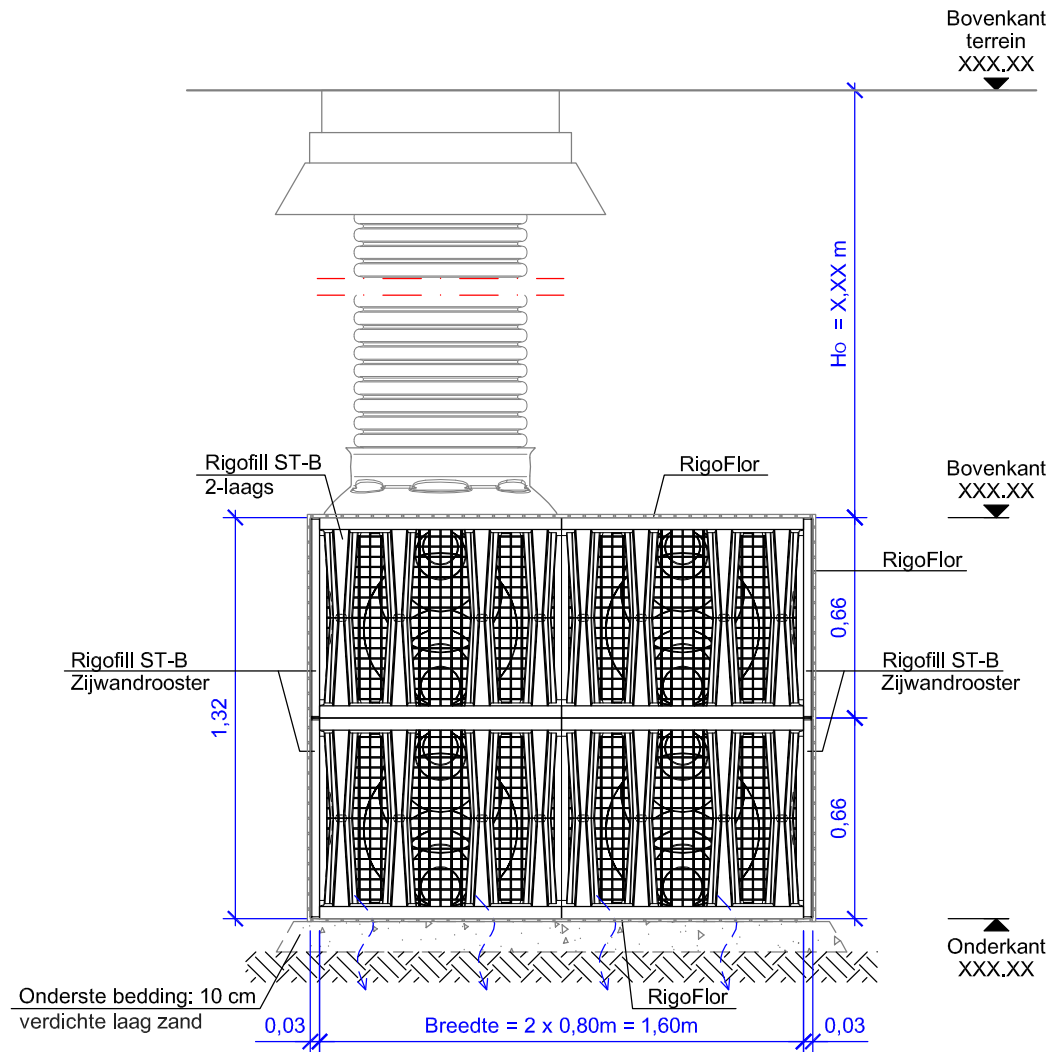 Bovenkant
terrein
XXX.XX
Ho = X,XX m
Rigofill ST-B
2-laags
RigoFlor
Bovenkant
XXX.XX
RigoFlor
0,66
Rigofill ST-B
Zijwandrooster
Rigofill ST-B
Zijwandrooster
1,32
0,66
Onderkant
XXX.XX
Onderste bedding: 10 cm
verdichte laag zand
RigoFlor
0,03
Breedte = 2 x 0,80m = 1,60m
0,03